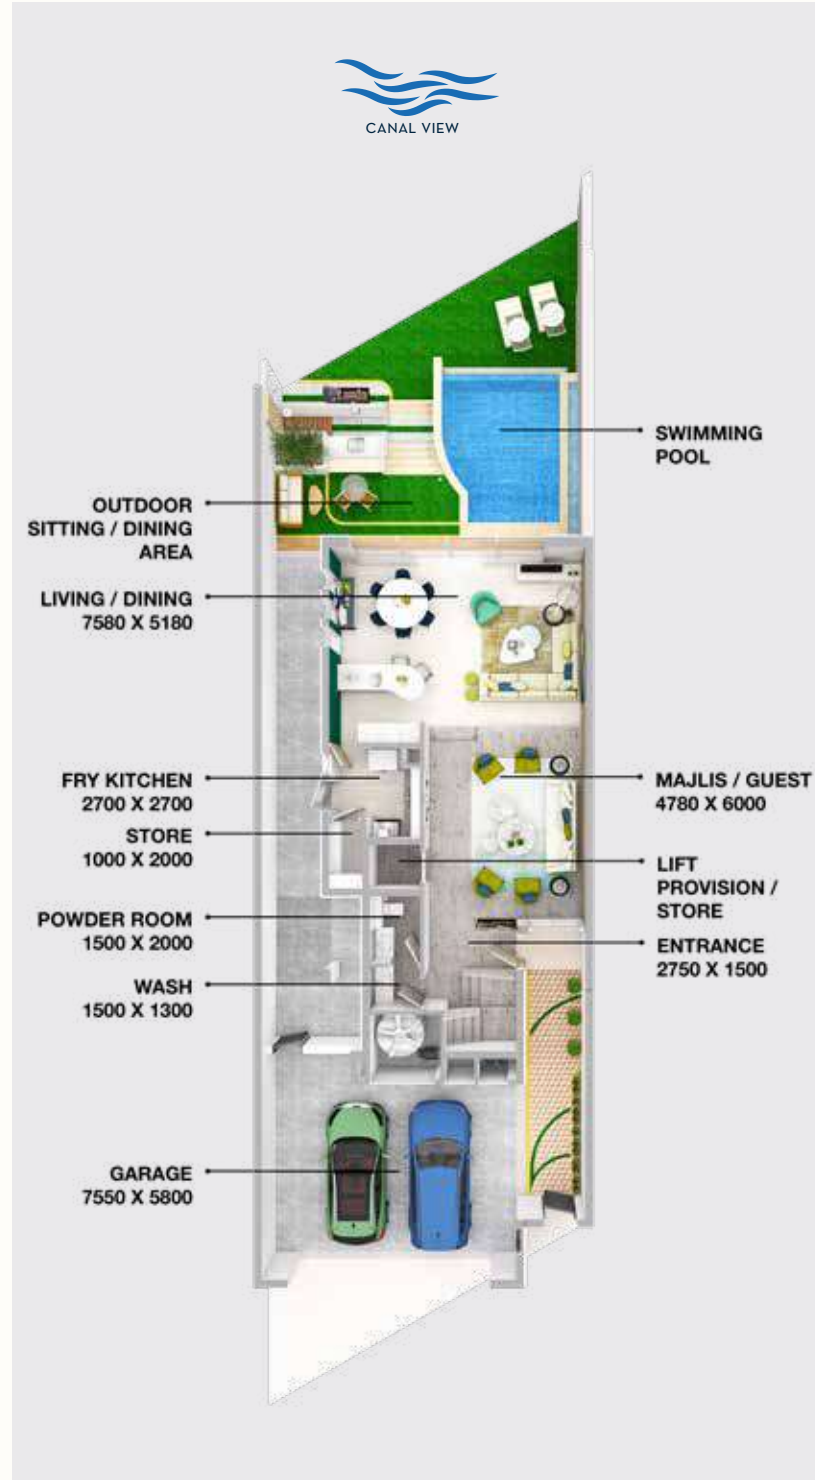 CANAL VIEW
SWIMMING
POOL
OUTDOOR
SITTING / DINING
AREA
LIVING / DINING
7580 X 5180
FRY KITCHEN
2700 X 2700
MAJLIS / GUEST
4780 X 6000
STORE
1000 X 2000
LIFT
PROVISION /
STORE
POWDER ROOM
1500 X 2000
ENTRANCE
2750 X 1500
WASH
1500 X 1300
GARAGE
7550 X 5800